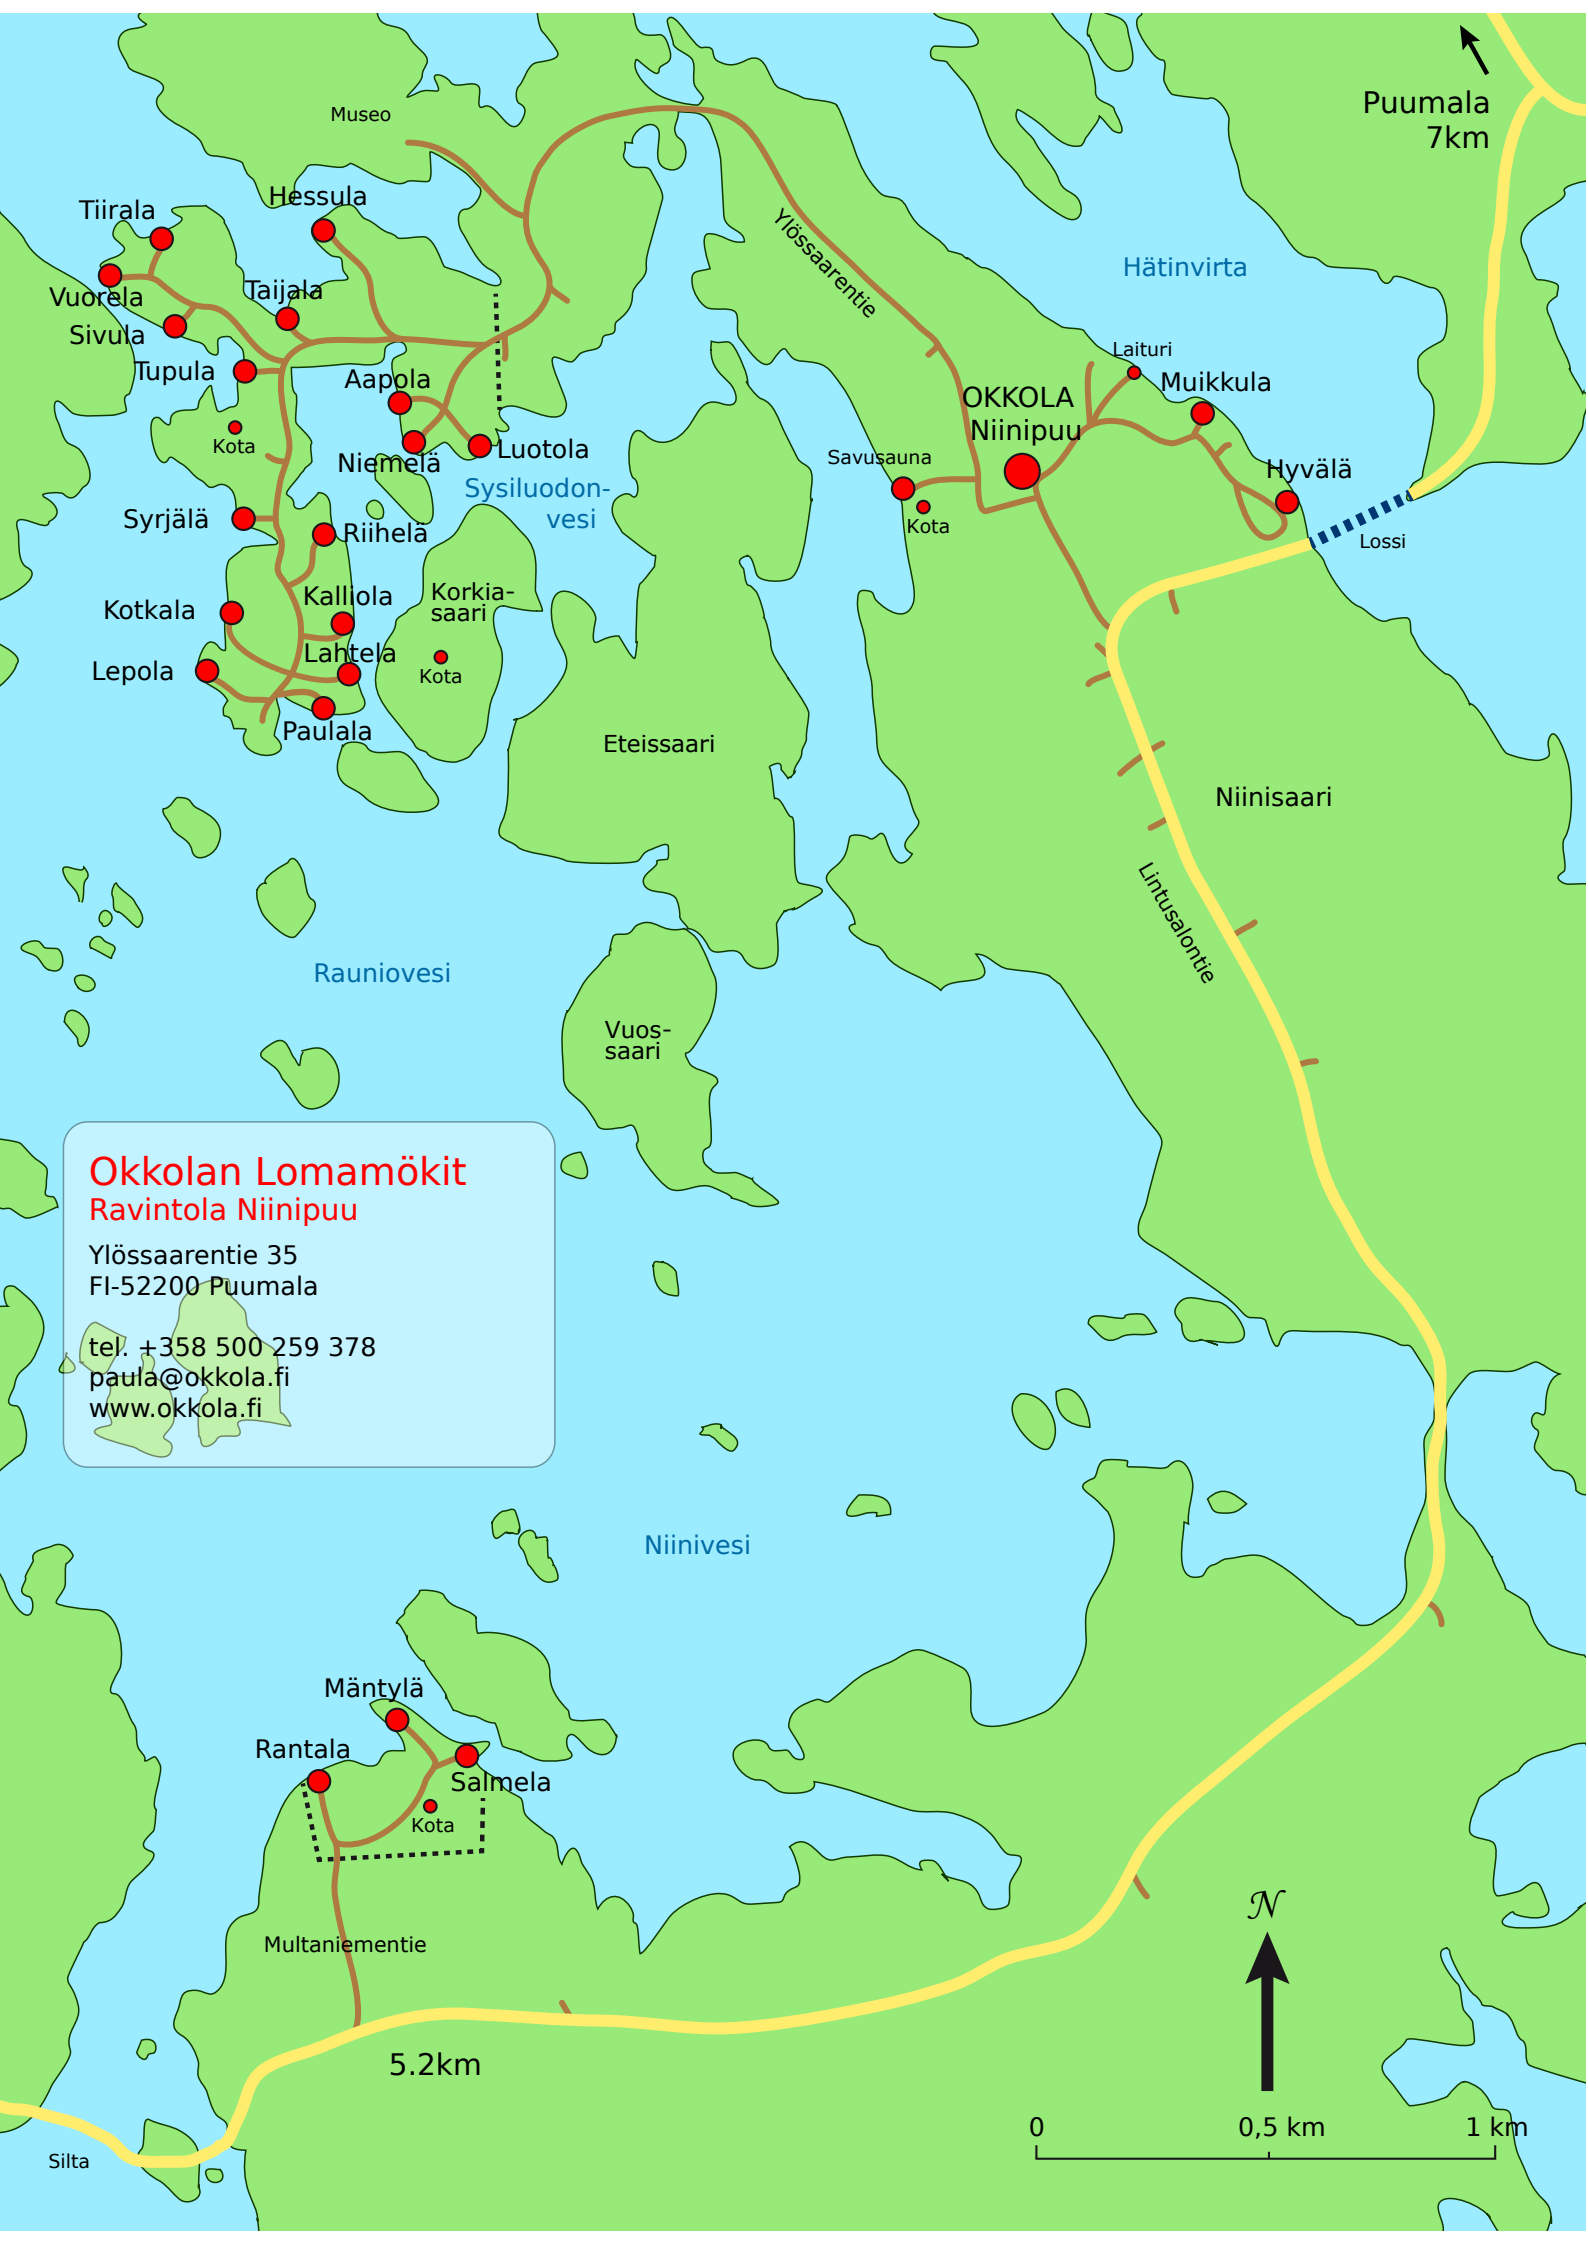 Puumala
7km
Museo
Hessula
Tiirala
Ylössaarentie
Hätinvirta
Vuorela
Taijala
Sivula
Laituri
Tupula
Aapola
Muikkula
OKKOLA
Niinipuu
Kota
Niemelä
Luotola
Savusauna
Hyvälä
Sysiluodon-
vesi
Syrjälä
Riihelä
Kota
Lossi
Kotkala
Kalliola
Korkia-
saari
Lahtela
Lepola
Kota
Paulala
Eteissaari
Niinisaari
Lintusalontie
Rauniovesi
Vuos-
saari
Okkolan Lomamökit
Ravintola Niinipuu
Ylössaarentie 35
FI-52200 Puumala
tel. +358 500 259 378
paula@okkola.fi
www.okkola.fi
Niinivesi
Mäntylä
Rantala
Salmela
Kota
N
Multaniementie
5.2km
0 0,5 km 1 km
Silta